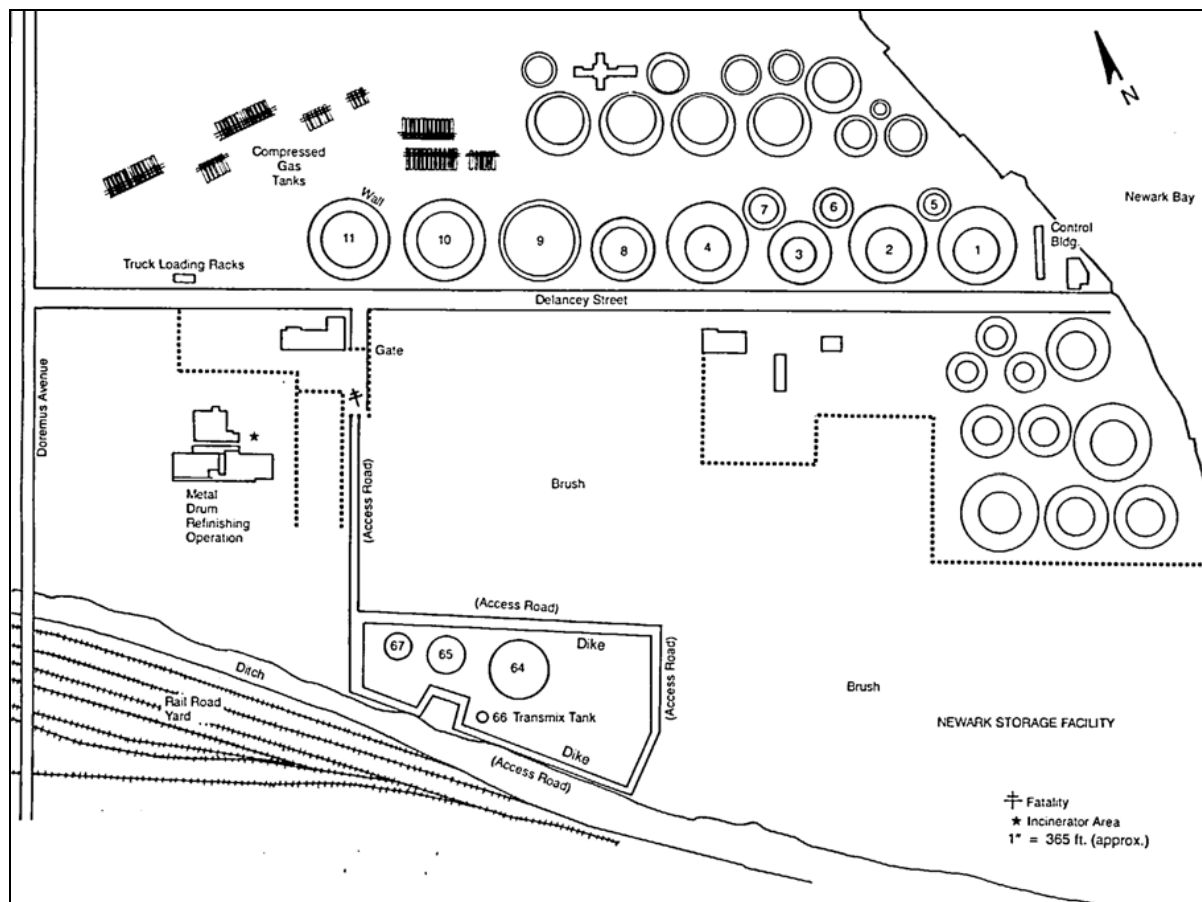 N
Compressed
Gas
Tanks
Newark Bay
Wall
7
6
5
Control
Bldg.
11
10
9
8
4
3
2
1
Truck Loading Racks
Delancey Street
Gate
Doremus Avenue
(Access Road)
Brush
Metal
Drum
Refinishing
Operation
(Access Road)
Dike
67
65
64
(Access Road)
Ditch
Rail Road
Yard
66 Transmix Tank
Dike
(Access Road)
Brush
NEWARK STORAGE FACILITY
Fatality
★ Incinerator Area
1" = 365 ft. (approx.)